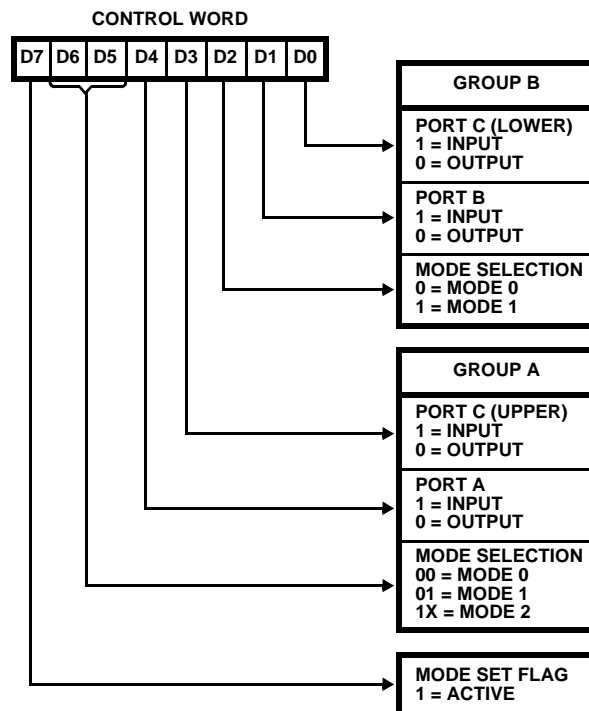 CONTROL WORD
D7 D6 D5 D4 D3 D2 D1 D0
GROUP B
PORT C (LOWER)
1 = INPUT
0 = OUTPUT
PORT B
1 = INPUT
0 = OUTPUT
MODE SELECTION
0 = MODE 0
1 = MODE 1
GROUP A
PORT C (UPPER)
1 = INPUT
0 = OUTPUT
PORT A
1 = INPUT
0 = OUTPUT
MODE SELECTION
00 = MODE 0
01 = MODE 1
1X = MODE 2
MODE SET FLAG
1 = ACTIVE